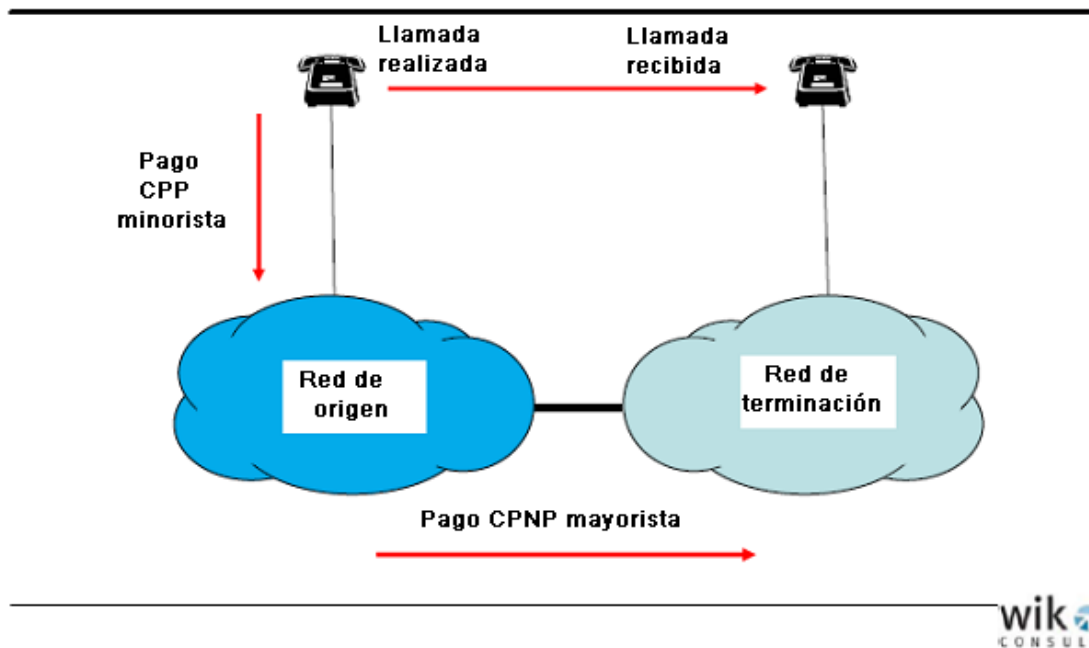 Llamada
realizada
Llamada
recibida
Pago
CPP
minorista
Red de
origen
Red de
terminación
Pago CPNP mayorista
wik
CONSUL